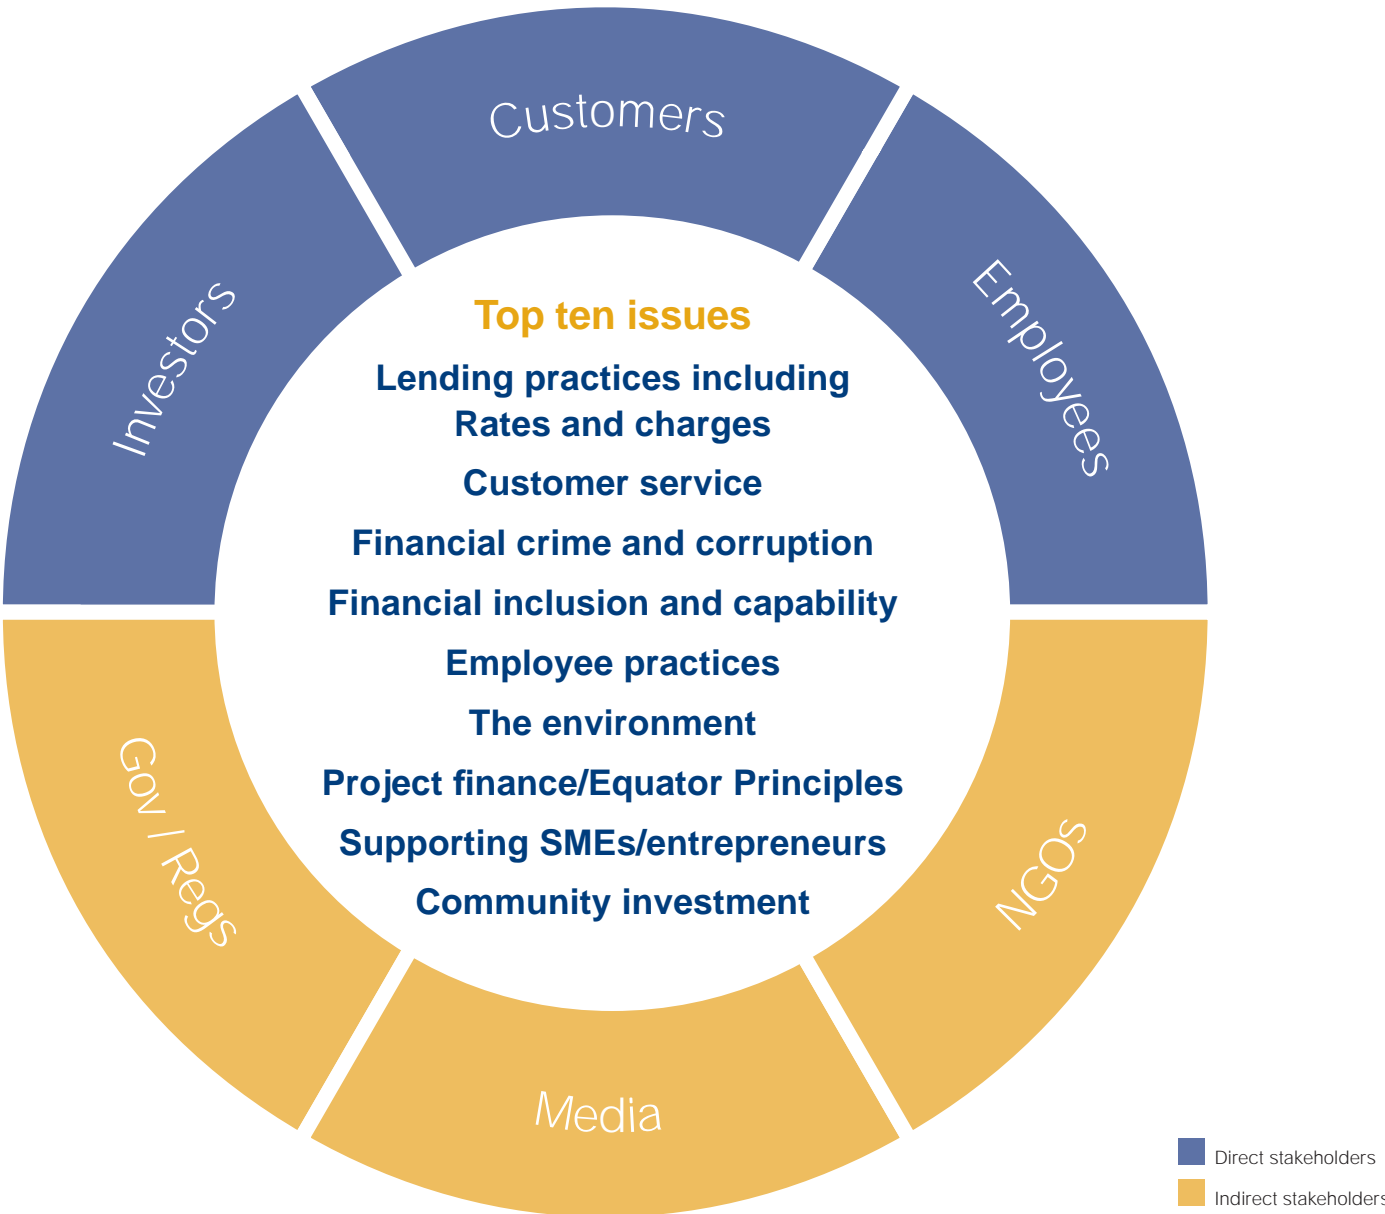 Customers
Investors
Employees
Top ten issues
Lending practices including
Rates and charges
Customer service
Financial crime and corruption
Financial inclusion and capability
Employee practices
The environment
Project finance/Equator Principles
Supporting SMEs/entrepreneurs
Community investment
Gov / Regs
NGOs
Media
Direct stakeholders
Indirect stakeholders